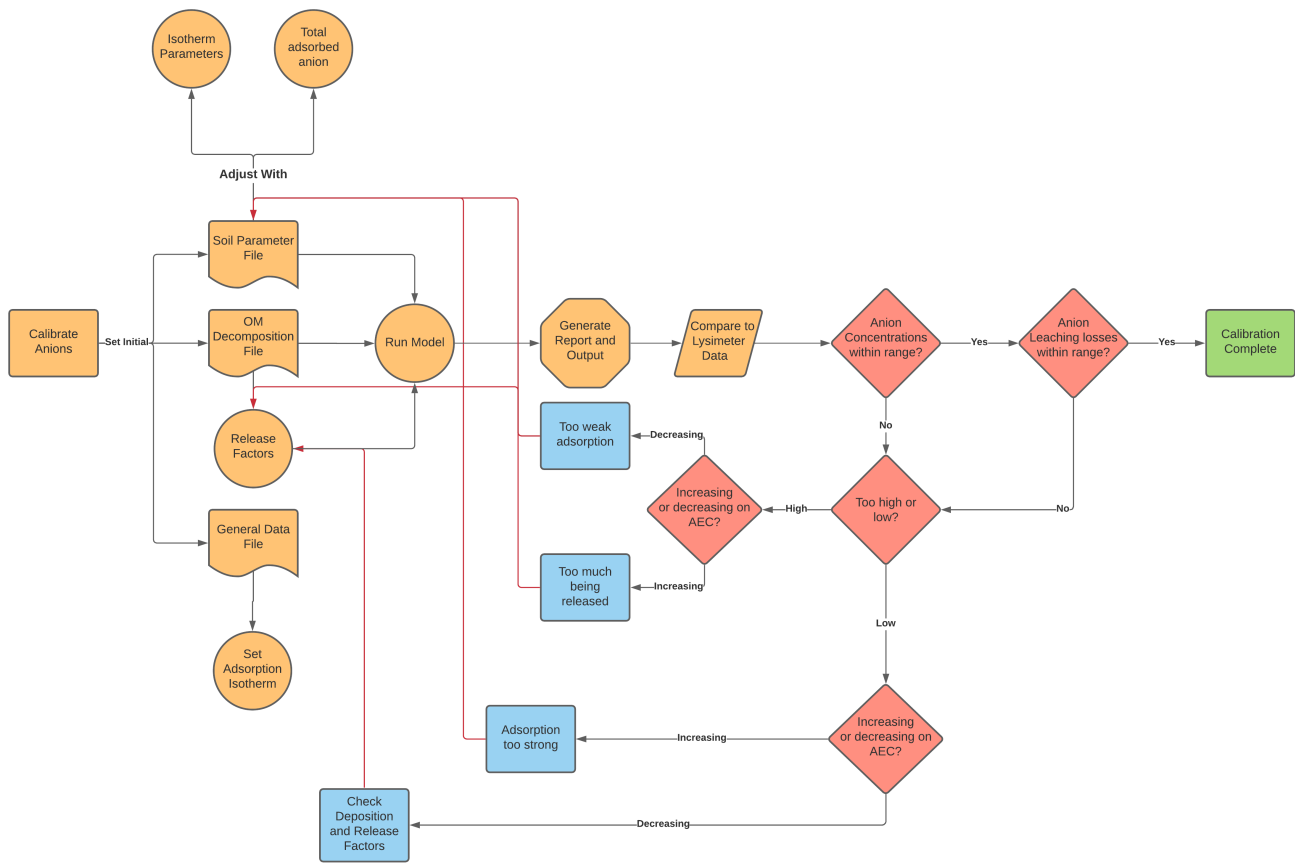 Isotherm
Parameters
Total
adsorbed
anion
Adjust With
Soil Parameter
File
Calibrate
Anions
Set Initial
OM
Decomposition
File
Run Model
Generate
Report and
Output
Compare to
Lysimeter
Data
Anion
Concentrations
within range?
Yes
Anion
Leaching losses
within range?
Yes
Calibration
Complete
Release
Factors
Too weak
adsorption
Decreasing
No
Increasing
or decreasing on
AEC?
High
Too high or
low?
No
General Data
File
Too much
being
released
Increasing
Low
Set
Adsorption
Isotherm
Adsorption
too strong
Increasing
Increasing
or decreasing on
AEC?
Check
Deposition
and Release
Factors
Decreasing